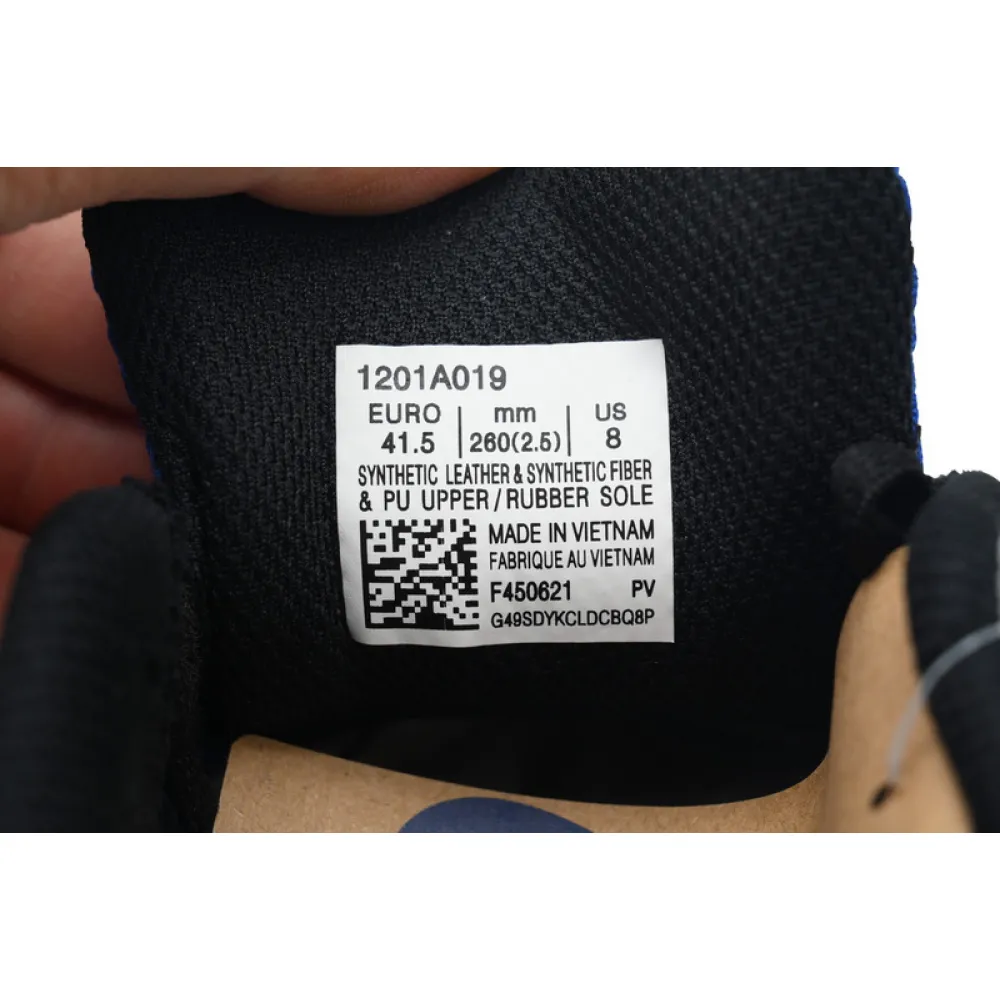 1201A019
EURO | mm | US
41.5 | 260(2.5) | 8
SYNTHETIC LEATHER & SYNTHETIC FIBER
& PU UPPER/RUBBER SOLE
MADE IN VIETNAM
FABRIQUE AU VIETNAM
F450621 PV
G49SDYKCLDCBQ8P